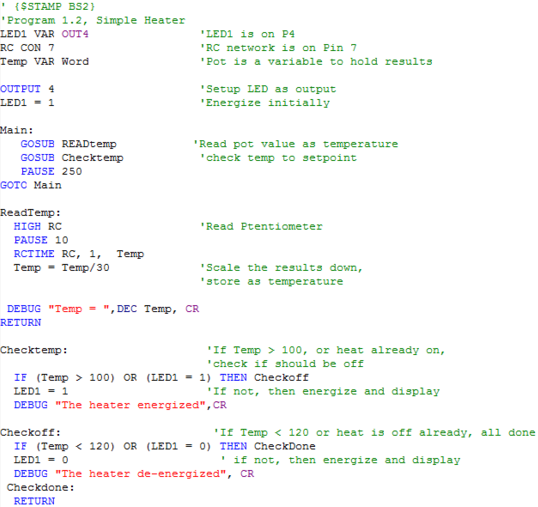 ' {$STAMP BS2}
'Program 1.2, Simple Heater
LED1 VAR OUT4 'LED1 is on P4
RC CON 7 'RC network is on Pin 7
Temp VAR Word 'Pot is a variable to hold results
OUTPUT 4 'Setup LED as output
LED1 = 1 'Energize initially
Main:
GOSUB READtemp 'Read pot value as temperature
GOSUB Checktemp 'check temp to setpoint
PAUSE 250
GOTO Main
ReadTemp:
HIGH RC 'Read Ptentiometer
PAUSE 10
RCTIME RC, 1, Temp
Temp = Temp/30 'Scale the results down,
'store as temperature
DEBUG "Temp = ",DEC Temp, CR
RETURN
Checktemp: 'If Temp > 100, or heat already on,
'check if should be off
IF (Temp > 100) OR (LED1 = 1) THEN Checkoff
LED1 = 1 'If not, then energize and display
DEBUG "The heater energized",CR
Checkoff: 'If Temp < 120 or heat is off already, all done
IF (Temp < 120) OR (LED1 = 0) THEN CheckDone
LED1 = 0 ' if not, then energize and display
DEBUG "The heater de-energized", CR
Checkdone:
RETURN